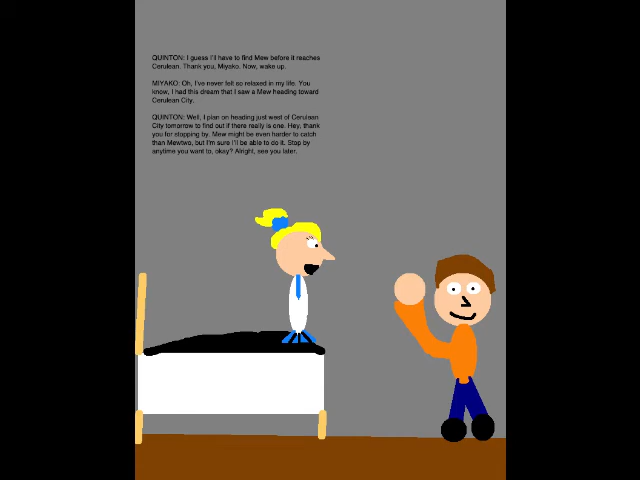 QUINTON: I guess I'll have to find Mew before it reaches
Cerulean. Thank you, Miyako. Now, wake up.
MIYAKO: Oh, I've never felt so relaxed in my life. You
know, I had this dream that I saw a Mew heading toward
Cerulean City.
QUINTON: Well, I plan on heading just west of Cerulean
City tomorrow to find out if there really is one. Hey, thank
you for stopping by. Mew might be even harder to catch
than Mewtwo, but I'm sure I'll be able to do it. Stop by
anytime you want to, okay? Alright, see you later.